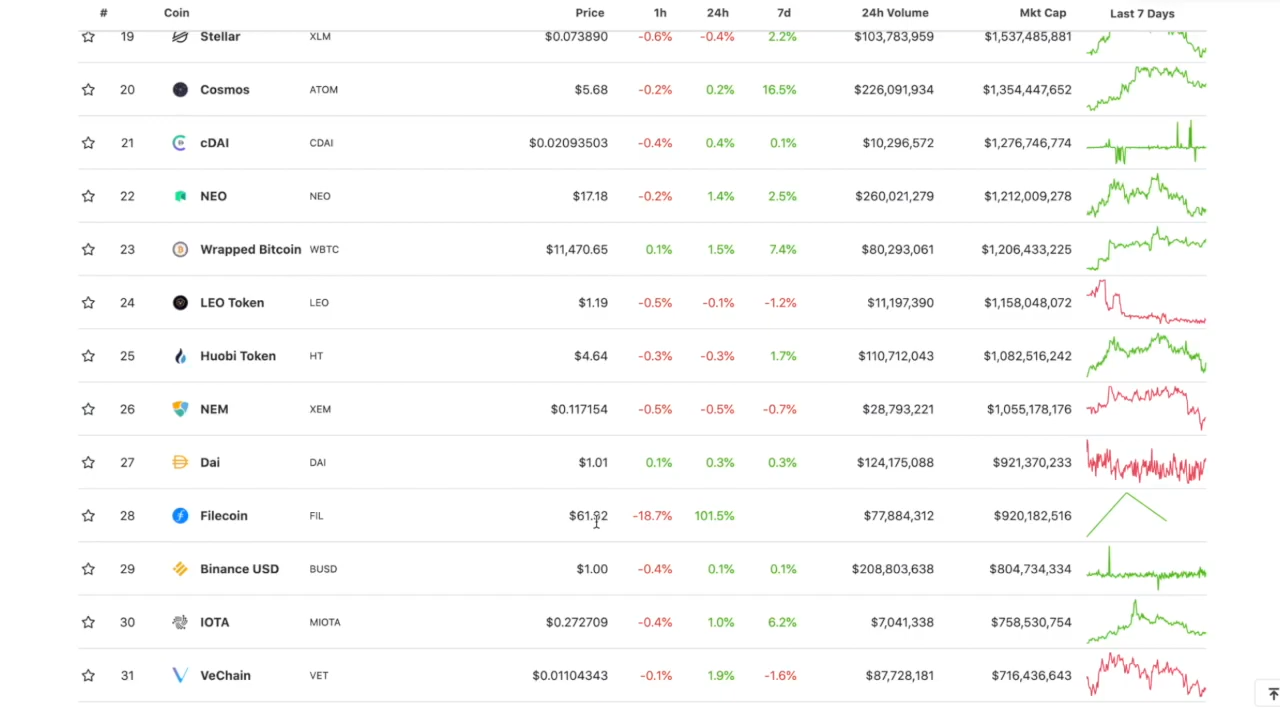 # Coin Price 1h 24h 7d 24h Volume Mkt Cap Last 7 Days
19 Stellar XLM $0.073890 -0.6% -0.4% 2.2% $103,783,959 $1,537,485,881
20 Cosmos ATOM $5.68 -0.2% 0.2% 16.5% $226,091,934 $1,354,447,652
21 cDAI CDAI $0.02093503 -0.4% 0.4% 0.1% $10,296,572 $1,276,746,774
22 NEO NEO $17.18 -0.2% 1.4% 2.5% $260,021,279 $1,212,009,278
23 Wrapped Bitcoin WBTC $11,470.65 0.1% 1.5% 7.4% $80,293,061 $1,206,433,225
24 LEO Token LEO $1.19 -0.5% -0.1% -1.2% $11,197,390 $1,158,048,072
25 Huobi Token HT $4.64 -0.3% -0.3% 1.7% $110,712,043 $1,082,516,242
26 NEM XEM $0.117154 -0.5% -0.5% -0.7% $28,793,221 $1,055,178,176
27 Dai DAI $1.01 0.1% 0.3% 0.3% $124,175,088 $921,370,233
28 Filecoin FIL -18.7% 101.5% $77,884,312 $920,182,516
29 Binance USD BUSD $1.00 -0.4% 0.1% 0.1% $208,803,638 $804,734,334
30 IOTA MIOTA $0.272709 -0.4% 1.0% 6.2% $7,041,338 $758,530,754
31 VeChain VET $0.01104343 -0.1% 1.9% -1.6% $87,728,181 $716,436,643